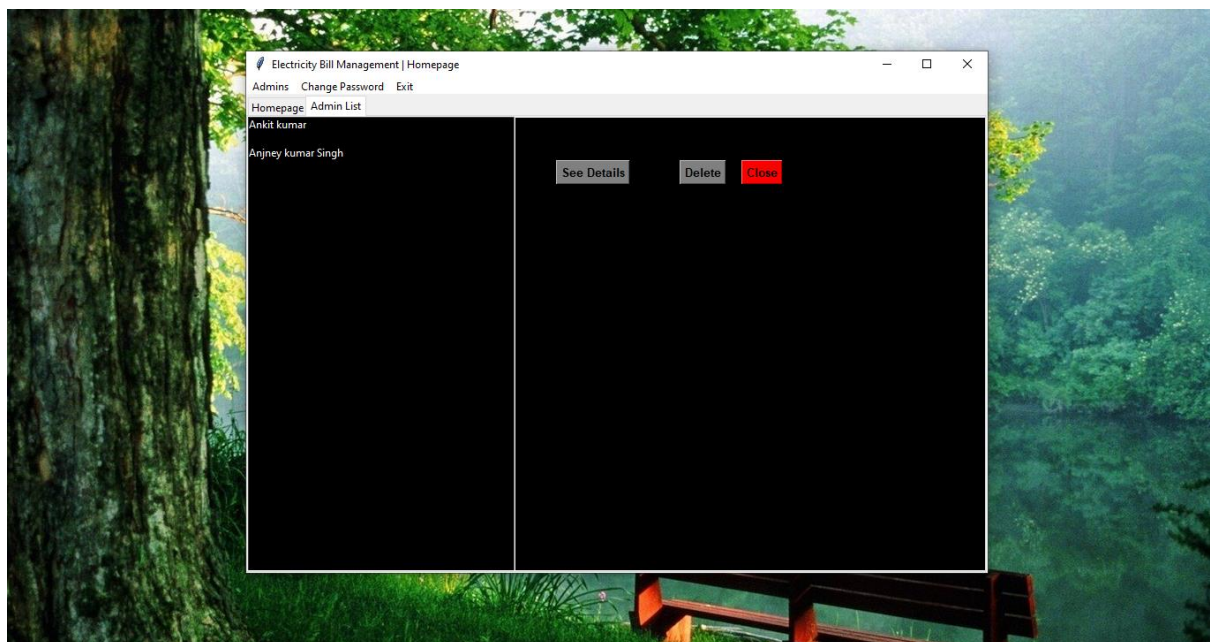 Electricity Bill Management | Homepage
Admins Change Password Exit
Homepage Admin List
Ankit kumar
Anjney kumar Singh
See Details Delete Close